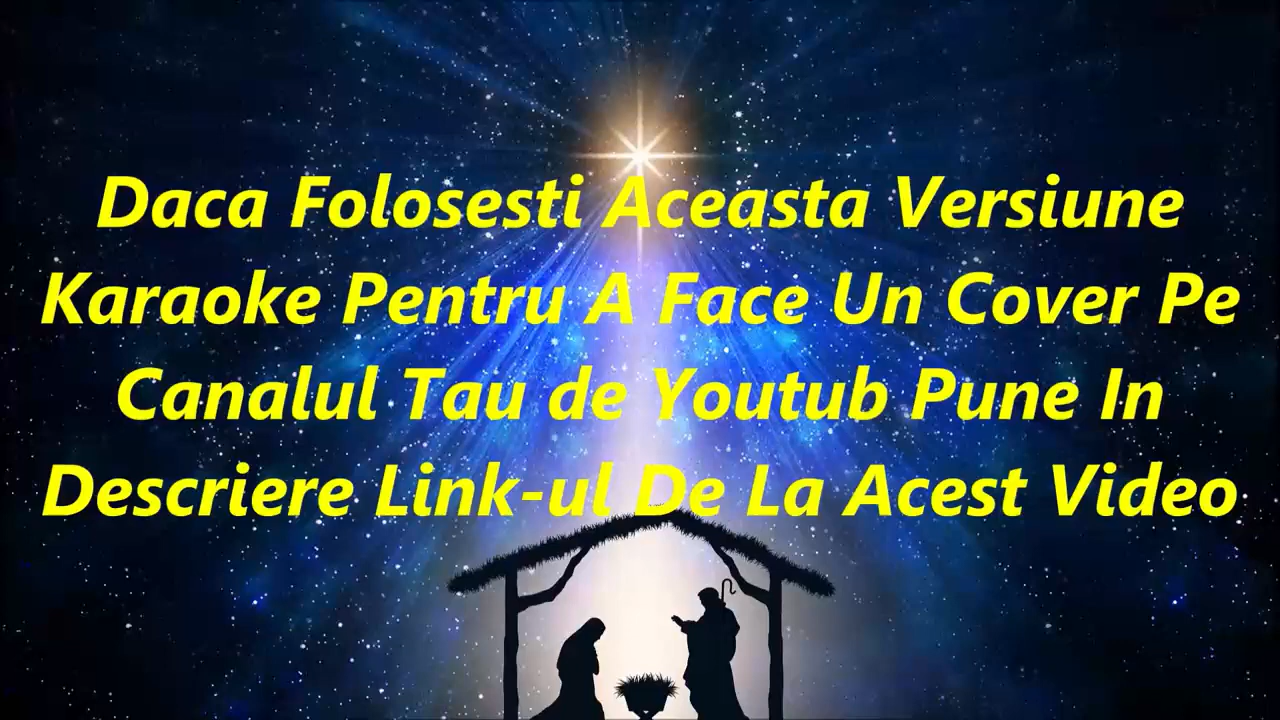 Daca Folosesti Aceasta Versiune
Karaoke Pentru A Face Un Cover Pe
Canalul Tau de Youtub Pune In
Descriere Link-ul De La Acest Video